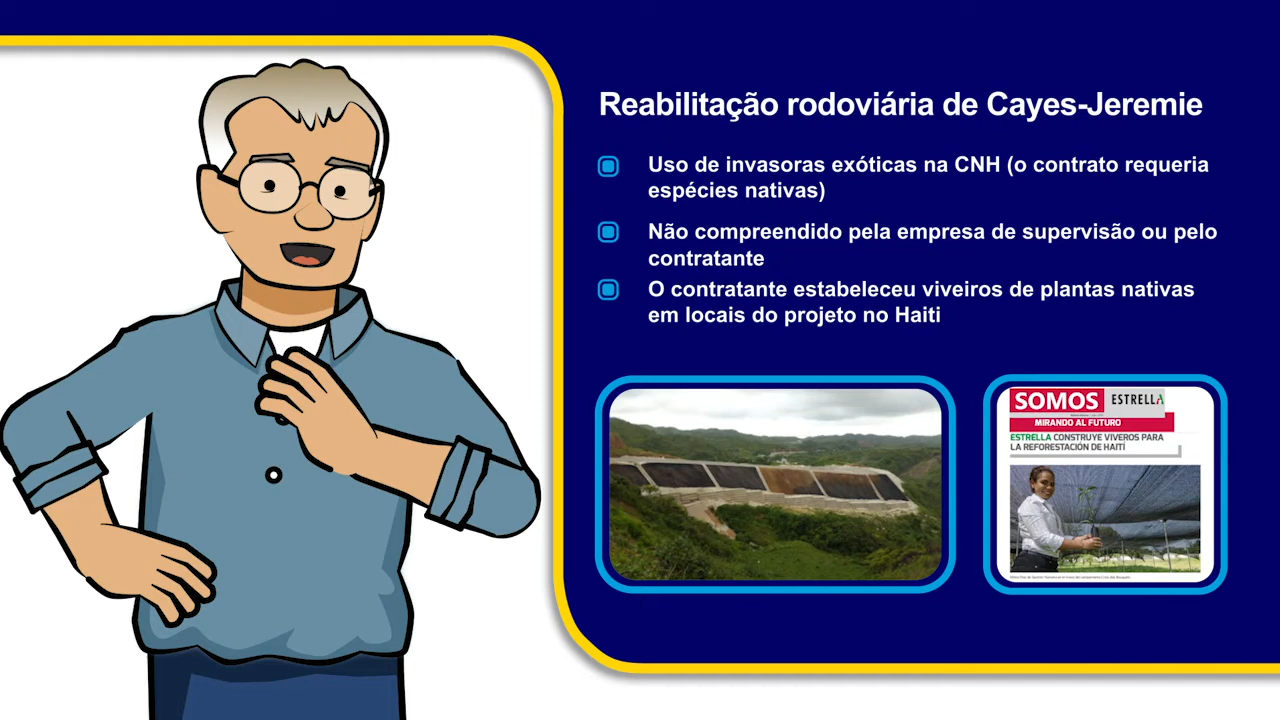 Reabilitação rodoviária de Cayes-Jeremie
Uso de invasoras exóticas na CNH (o contrato requeria
espécies nativas)
Não compreendido pela empresa de supervisão ou pelo
contratante
O contratante estabeleceu viveiros de plantas nativas
em locais do projeto no Haiti
SOMOS ESTRELLA
MIRANDO AL FUTURO
ESTRELLA CONSTRUYE VIVEROS PARA
LA REFORESTACIÓN DE HAITÍ